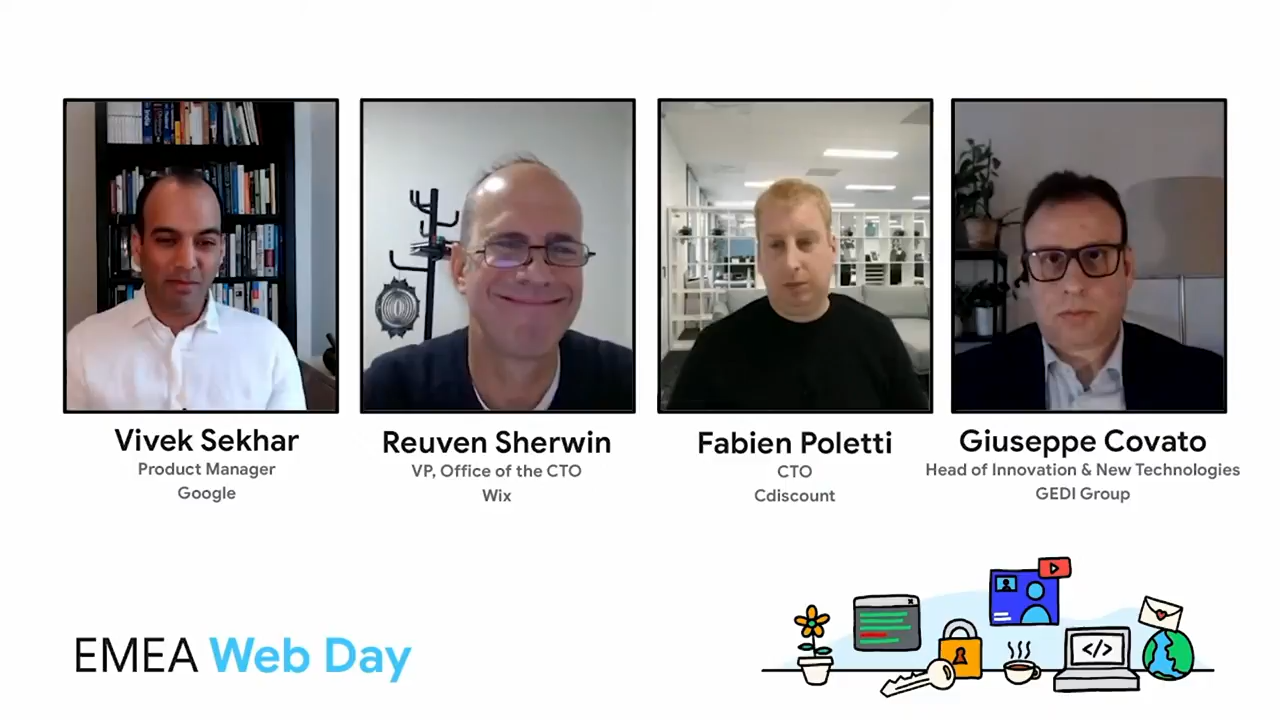 Vivek Sekhar
Product Manager
Google
Reuven Sherwin
VP, Office of the CTO
Wix
Fabien Poletti
CTO
Cdiscount
Giuseppe Covato
Head of Innovation & New Technologies
GEDI Group
EMEA Web Day
</>